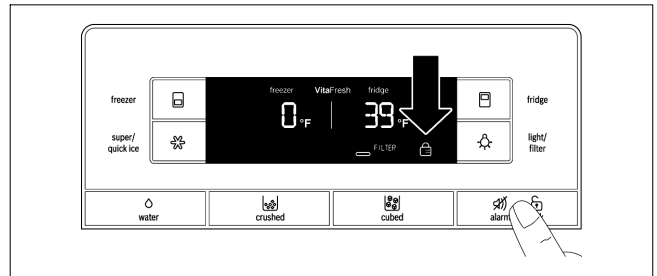 freezer VitaFresh fridge
freezer
0°F
39°F
fridge
super/
quick ice
FILTER
light/
filter
water
crushed
cubed
alarm